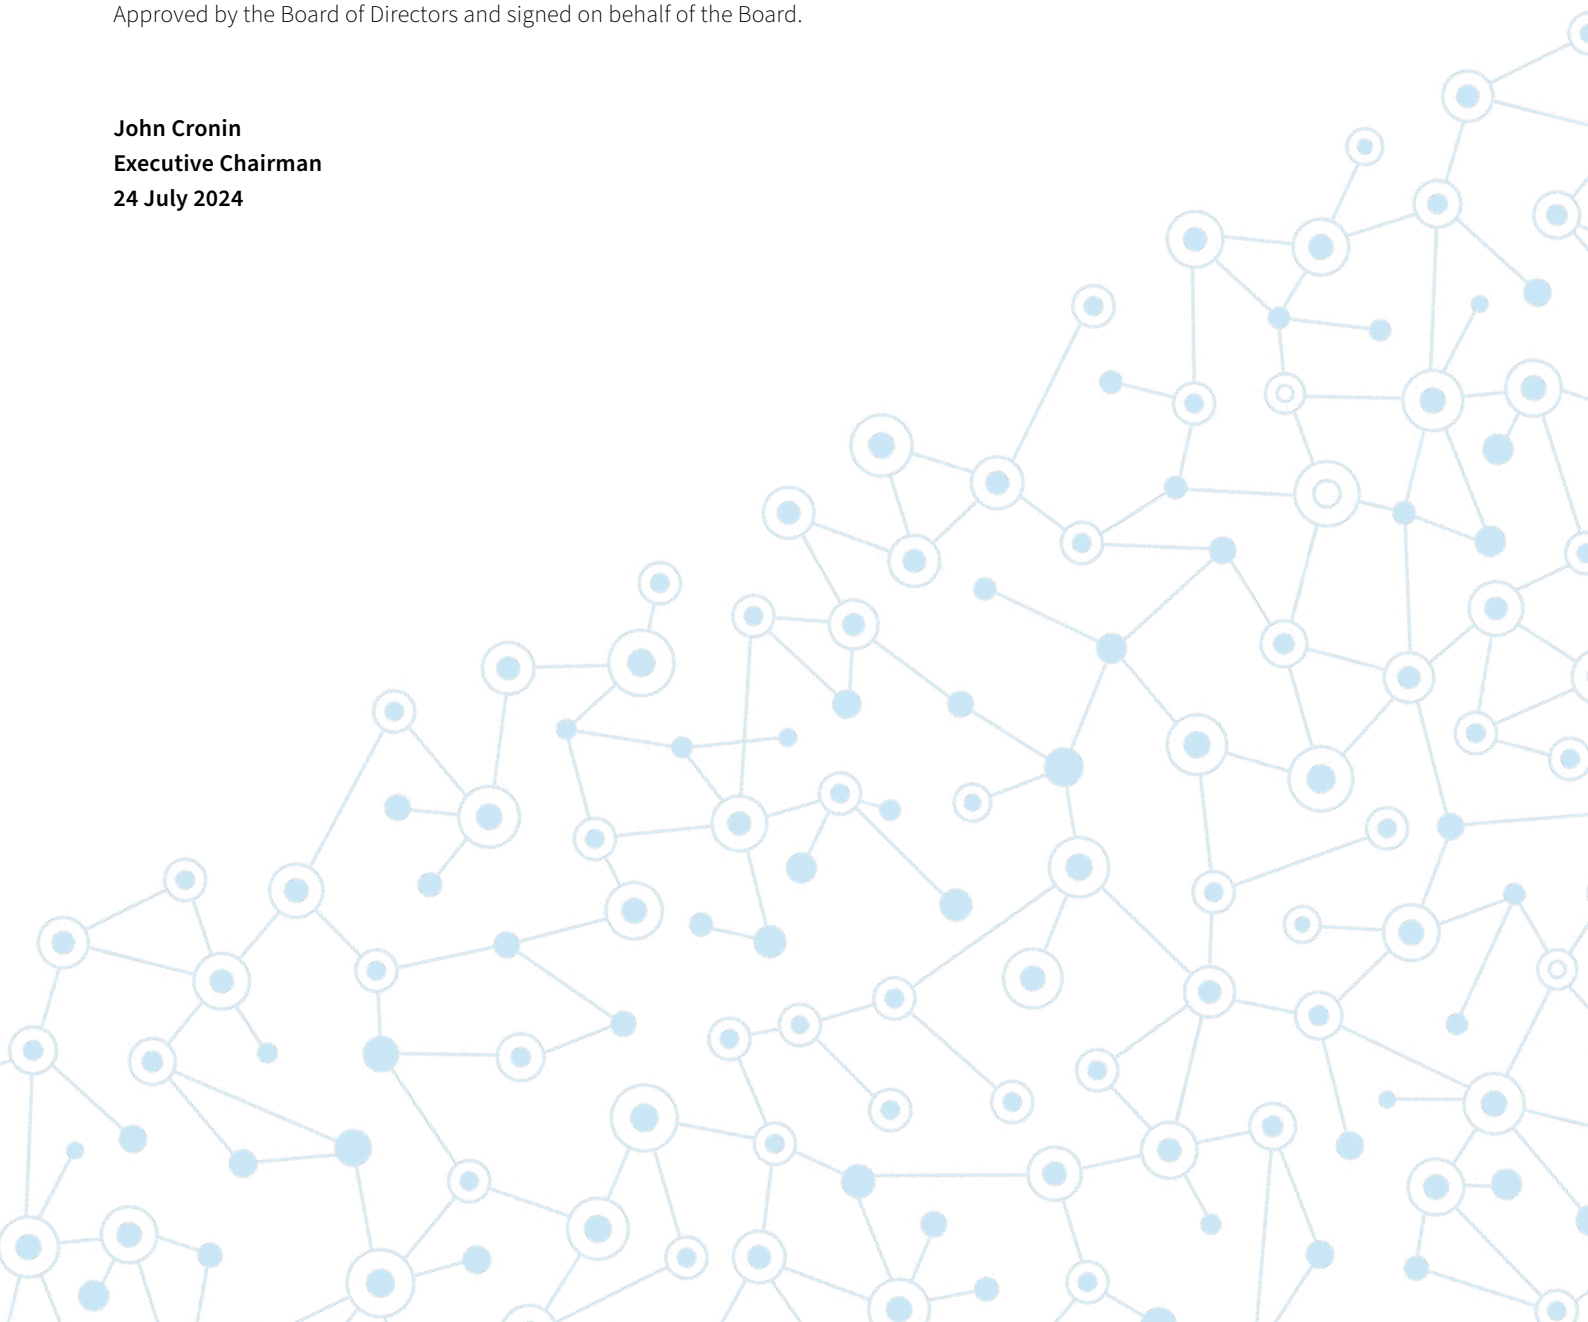 Approved by the Board of Directors and signed on behalf of the Board.
John Cronin
Executive Chairman
24 July 2024